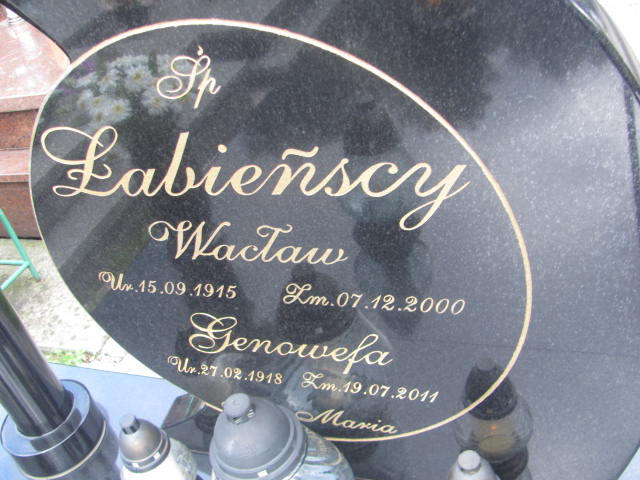 Śp
Łabieńscy
Wacław
Ur.15.09.1915 Zm.07.12.2000
Genowefa
Ur.27.02.1918 Zm.19.07.2011
Maria